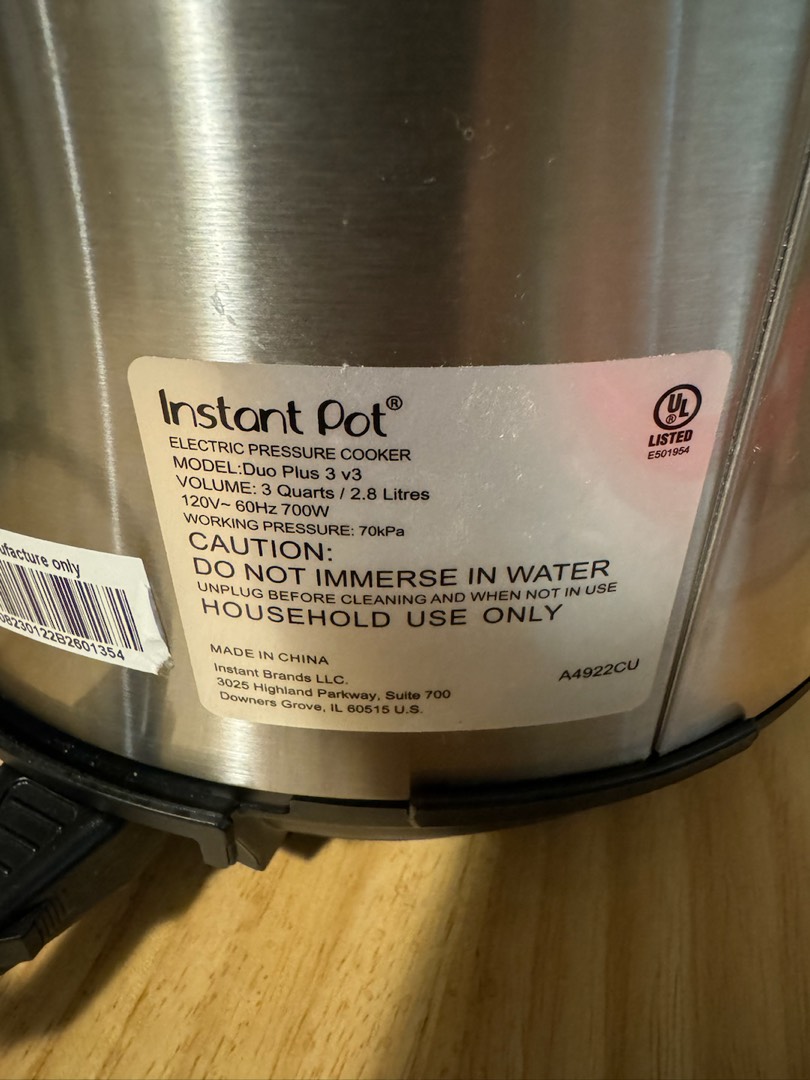 Instant Pot®
ELECTRIC PRESSURE COOKER
MODEL:Duo Plus 3 v3
VOLUME: 3 Quarts / 2.8 Litres
120V~ 60Hz 700W
WORKING PRESSURE: 70kPa
CAUTION:
DO NOT IMMERSE IN WATER
UNPLUG BEFORE CLEANING AND WHEN NOT IN USE
HOUSEHOLD USE ONLY
MADE IN CHINA
Instant Brands LLC.
3025 Highland Parkway, Suite 700
Downers Grove, IL 60515 U.S.
A4922CU
UL
®
LISTED
E501954
ufacture only
08230122B2601354